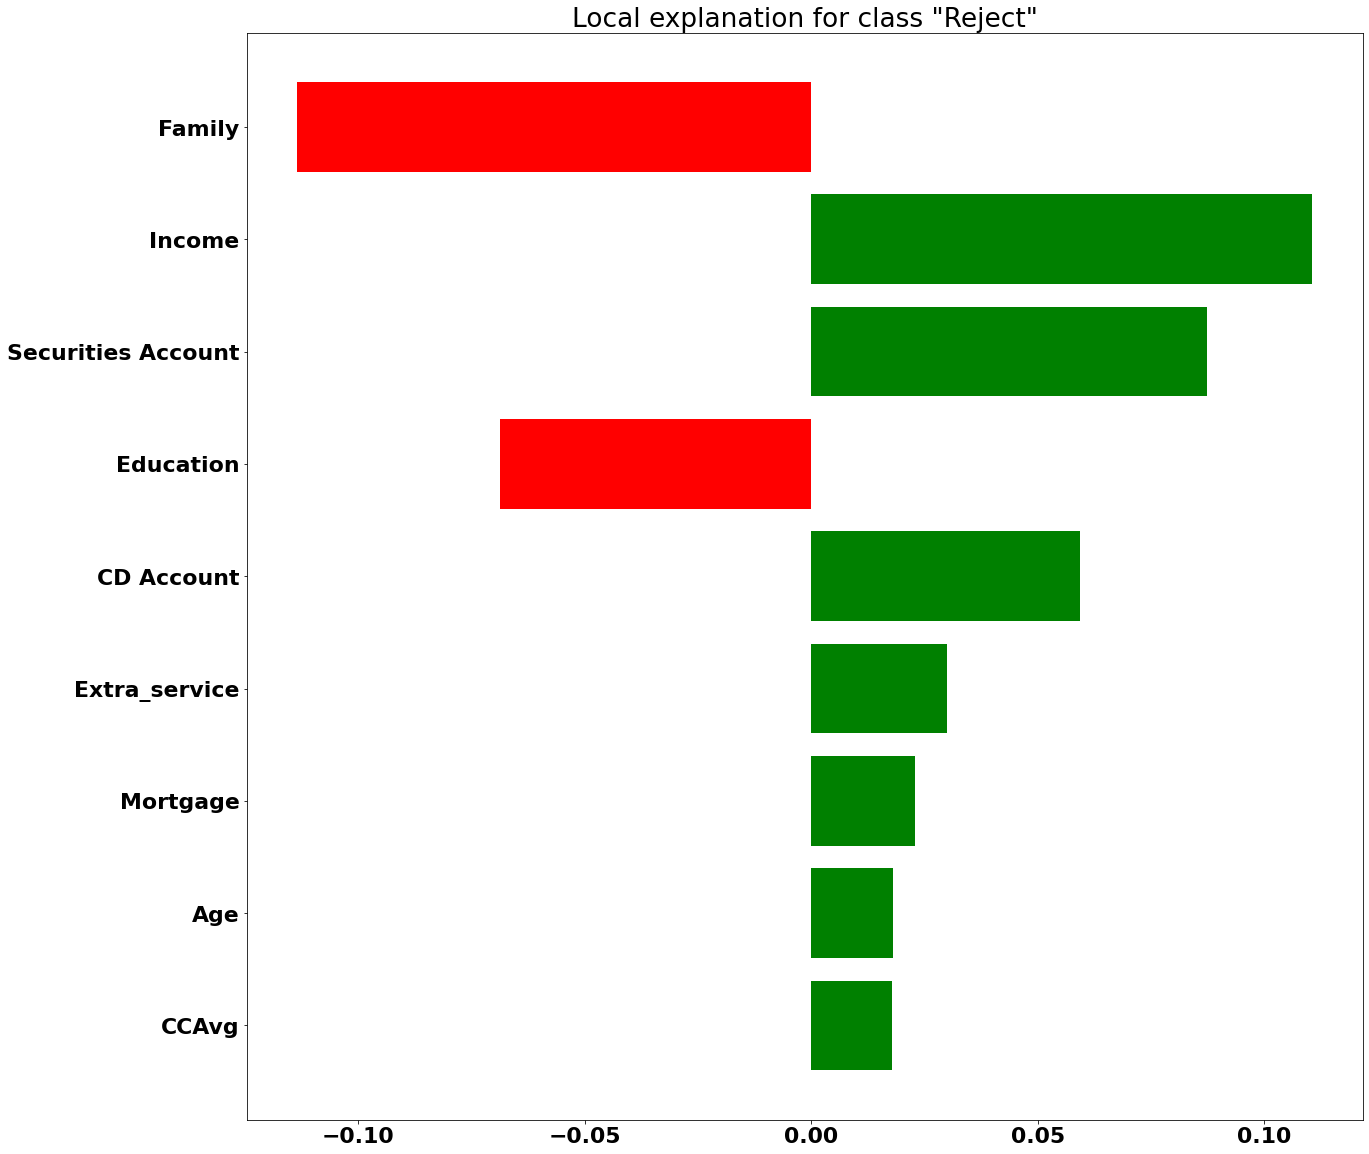 Local explanation for class "Reject"
Family
Income
Securities Account
Education
CD Account
Extra_service
Mortgage
Age
CCAvg
−0.10 −0.05 0.00 0.05 0.10